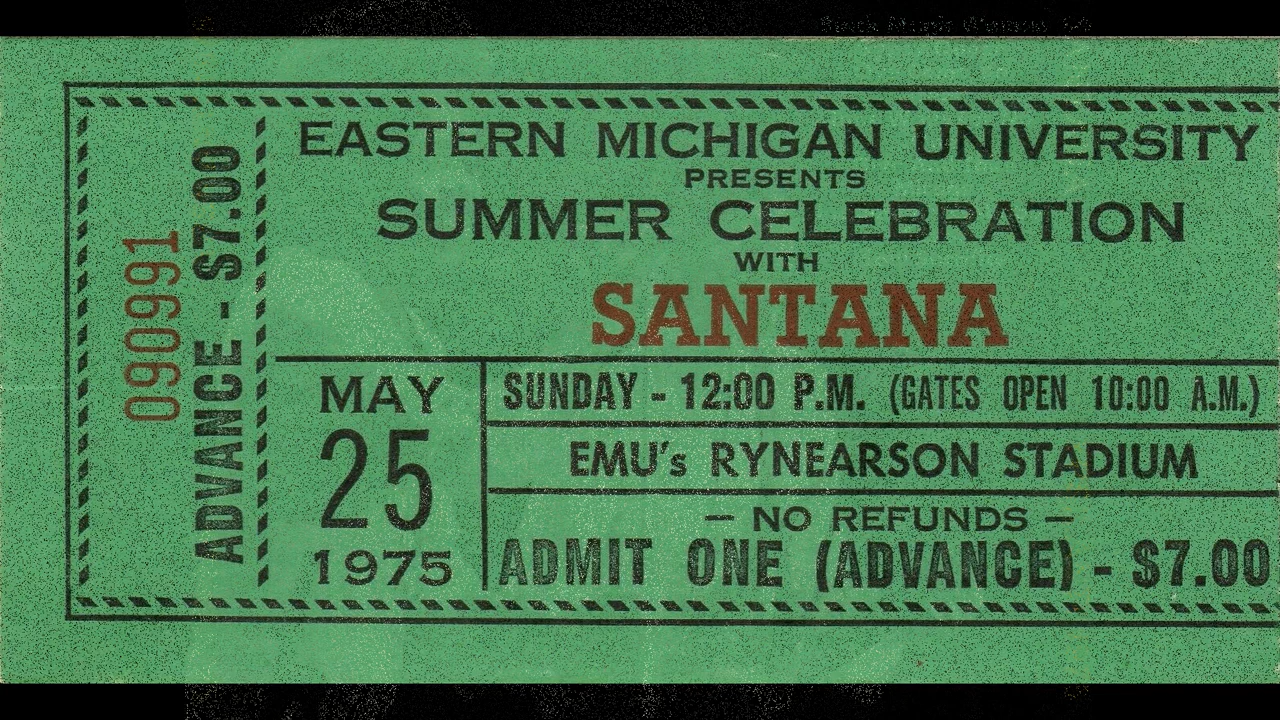 090991
ADVANCE - $7.00
EASTERN MICHIGAN UNIVERSITY
PRESENTS
SUMMER CELEBRATION
WITH
SANTANA
MAY
25
1975
SUNDAY - 12:00 P.M. (GATES OPEN 10:00 A.M.)
EMU's RYNEARSON STADIUM
— NO REFUNDS —
ADMIT ONE (ADVANCE) - $7.00